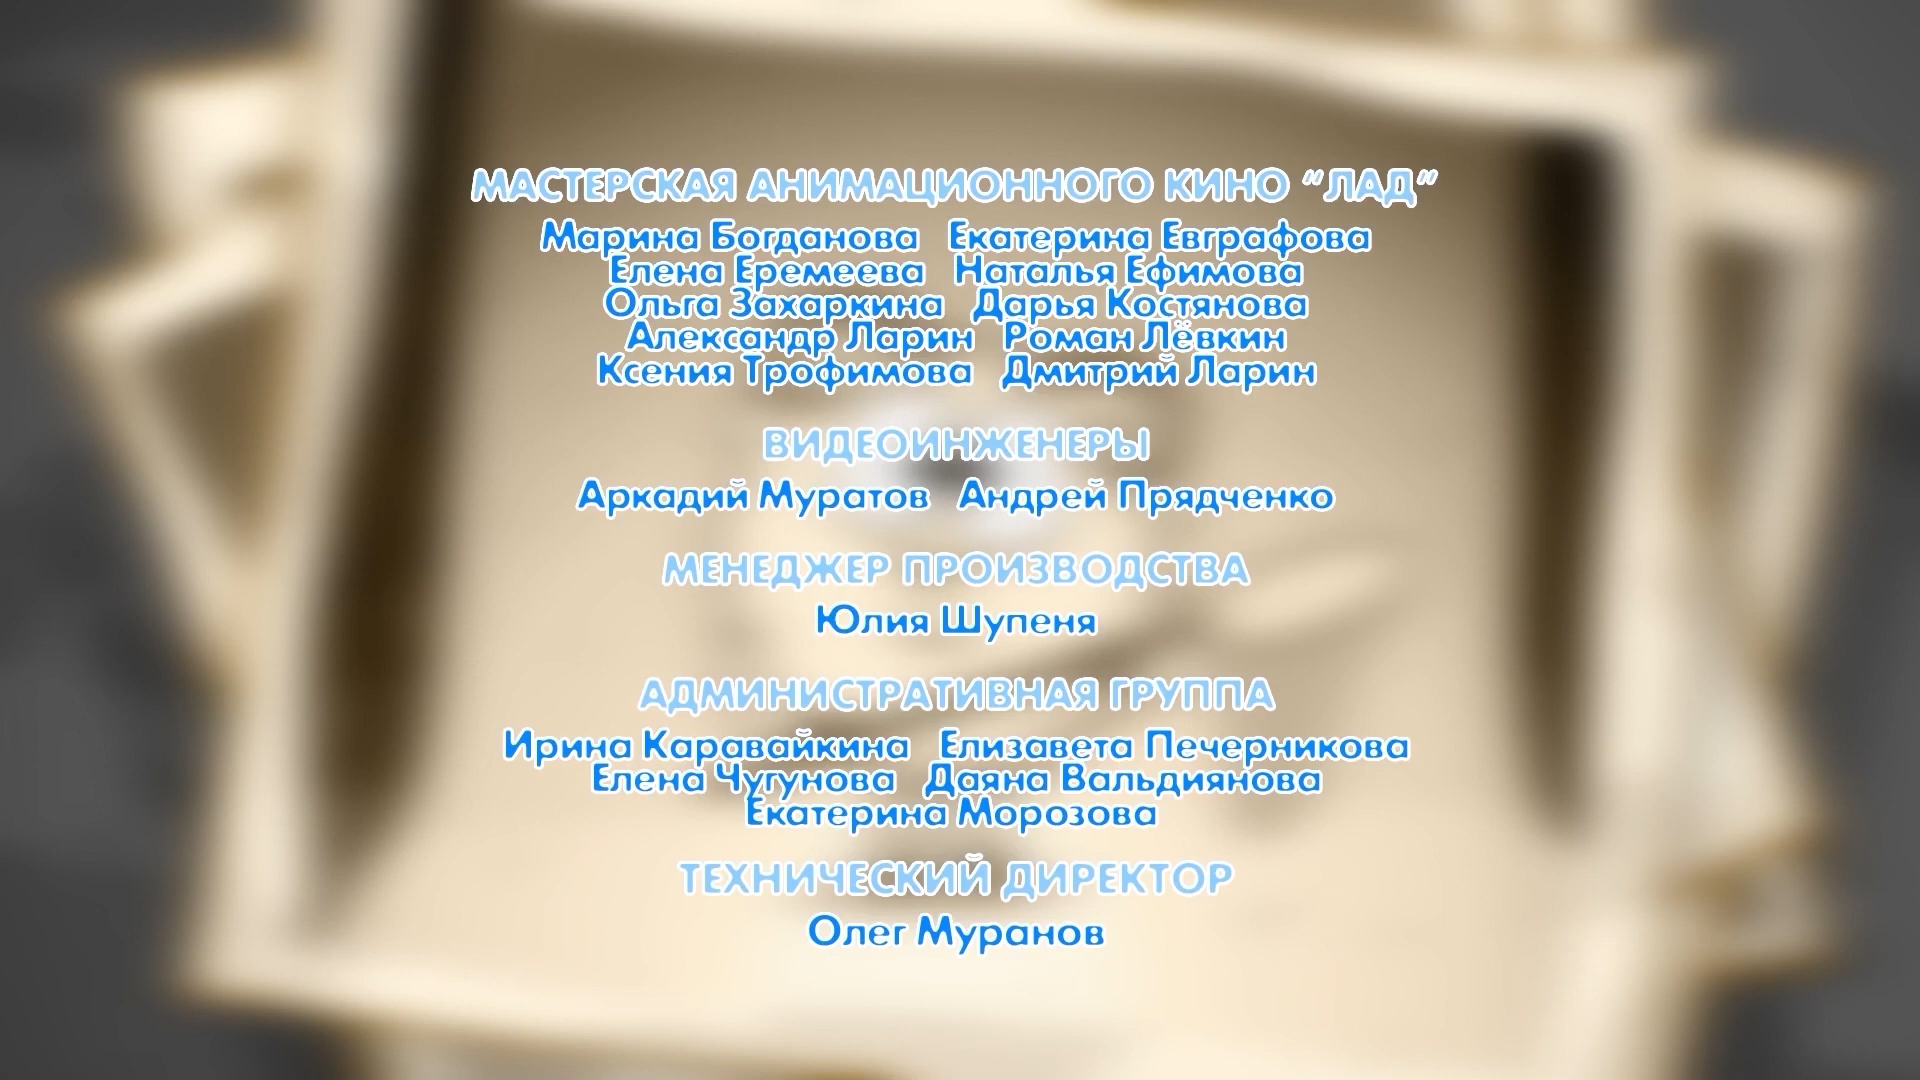 МАСТЕРСКАЯ АНИМАЦИОННОГО КИНО "ЛАД"
Марина Богданова Екатерина Евграфова
Елена Еремеева Наталья Ефимова
Ольга Захаркина Дарья Костянова
Александр Ларин Роман Лёвкин
Ксения Трофимова Дмитрий Ларин
ВИДЕОИНЖЕНЕРЫ
Аркадий Муратов Андрей Прядченко
МЕНЕДЖЕР ПРОИЗВОДСТВА
Юлия Шупеня
АДМИНИСТРАТИВНАЯ ГРУППА
Ирина Каравайкина Елизавета Печерникова
Елена Чугунова Даяна Вальдиянова
Екатерина Морозова
ТЕХНИЧЕСКИЙ ДИРЕКТОР
Олег Муранов